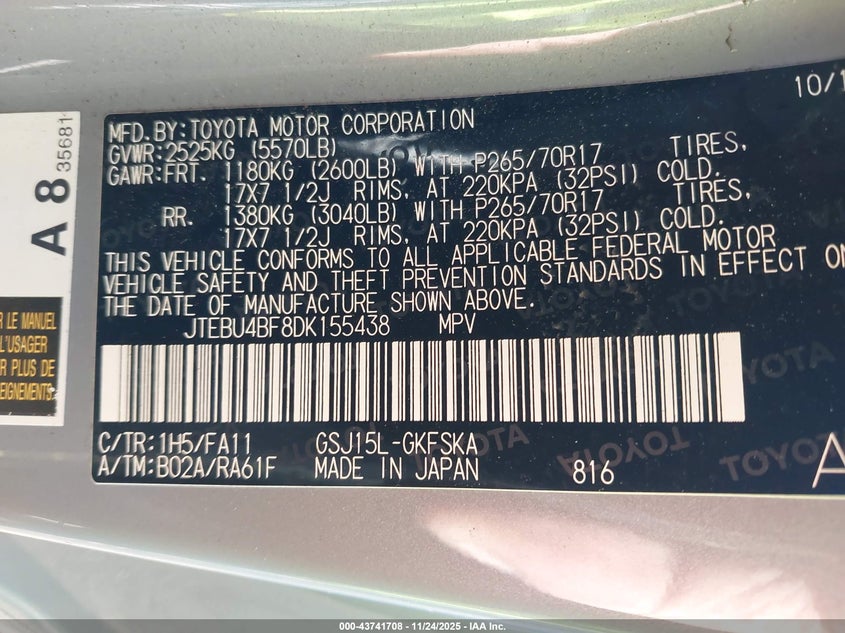 10/1
MFD.BY:TOYOTA MOTOR CORPORATION
GVWR:2525KG (5570LB)
GAWR:FRT. 1180KG (2600LB) WITH P265/70R17 TIRES,
17X7 1/2J RIMS, AT 220KPA (32PSI) COLD.
RR. 1380KG (3040LB) WITH P265/70R17 TIRES,
17X7 1/2J RIMS, AT 220KPA (32PSI) COLD.
THIS VEHICLE CONFORMS TO ALL APPLICABLE FEDERAL MOTOR
VEHICLE SAFETY AND THEFT PREVENTION STANDARDS IN EFFECT ON
THE DATE OF MANUFACTURE SHOWN ABOVE.
JTEBU4BF8DK155438 MPV
C/TR:1H5/FA11 GSJ15L-GKFSKA
A/TM:B02A/RA61F MADE IN JAPAN 816
A
A 8 35681
R LE MANUEL
L'USAGER
R PLUS DE
EIGNEMENTS
TOYOTA
TOYOTA
TOYOTA
000-43741708 - 11/24/2025 - IAA Inc.